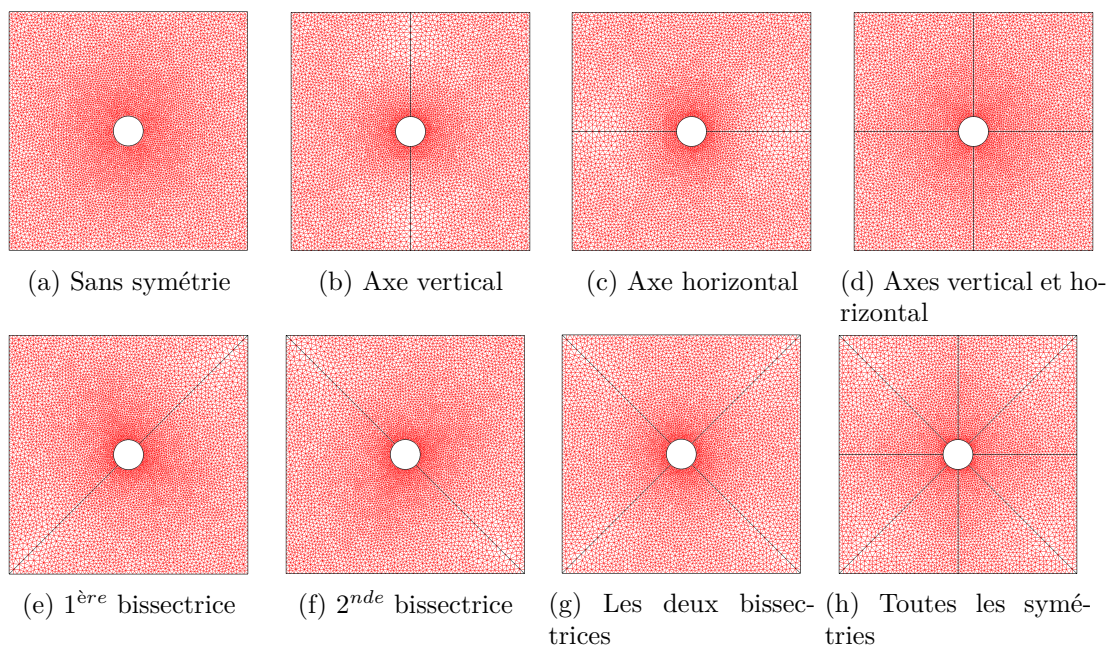 (a) Sans symétrie
(b) Axe vertical
(c) Axe horizontal
(d) Axes vertical et ho-
rizontal
(e) 1ère bissectrice
(f) 2nde bissectrice
(g) Les deux bissec-
trices
(h) Toutes les symé-
tries